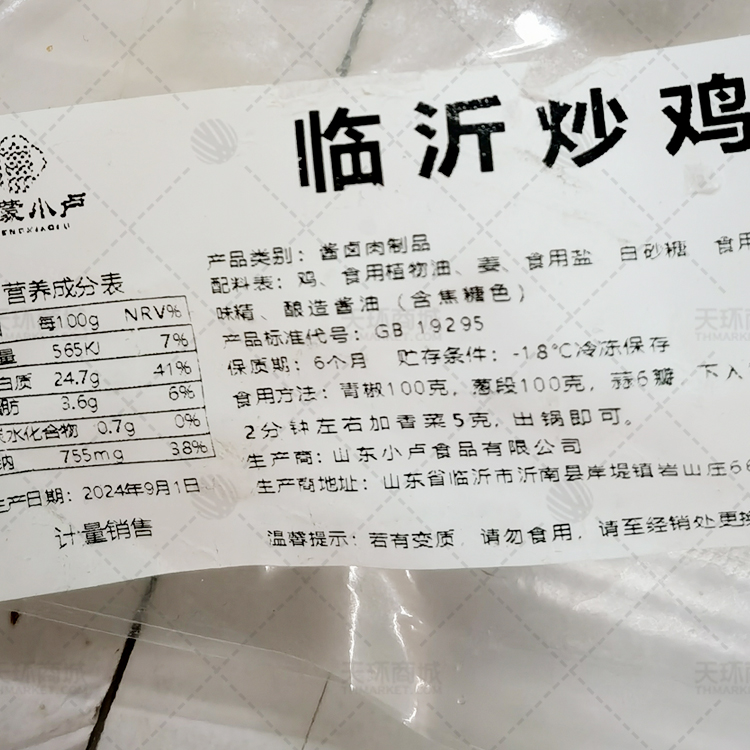 临沂炒鸡
蒙小卢
产品类别：酱卤肉制品
配料表：鸡、食用植物油、姜、食用盐 白砂糖 食用
味精、酿造酱油（含焦糖色）
产品标准代号：GB 19295
保质期：6个月 贮存条件：-18℃冷冻保存
食用方法：青椒100克，葱段100克，蒜6瓣 下入
2分钟左右加香菜5克，出锅即可。
生产商：山东小卢食品有限公司
生产商地址：山东省临沂市沂南县岸堤镇岩山庄66
温馨提示：若有变质 请勿食用，请至经销处更换
营养成分表
每100g NRV%
量 565KJ 7%
白质 24.7g 41%
肪 3.6g 6%
水化合物 0.7g 0%
钠 755mg 38%
生产日期：2024年9月1日
计量销售
天环商城
THMARKET.COM